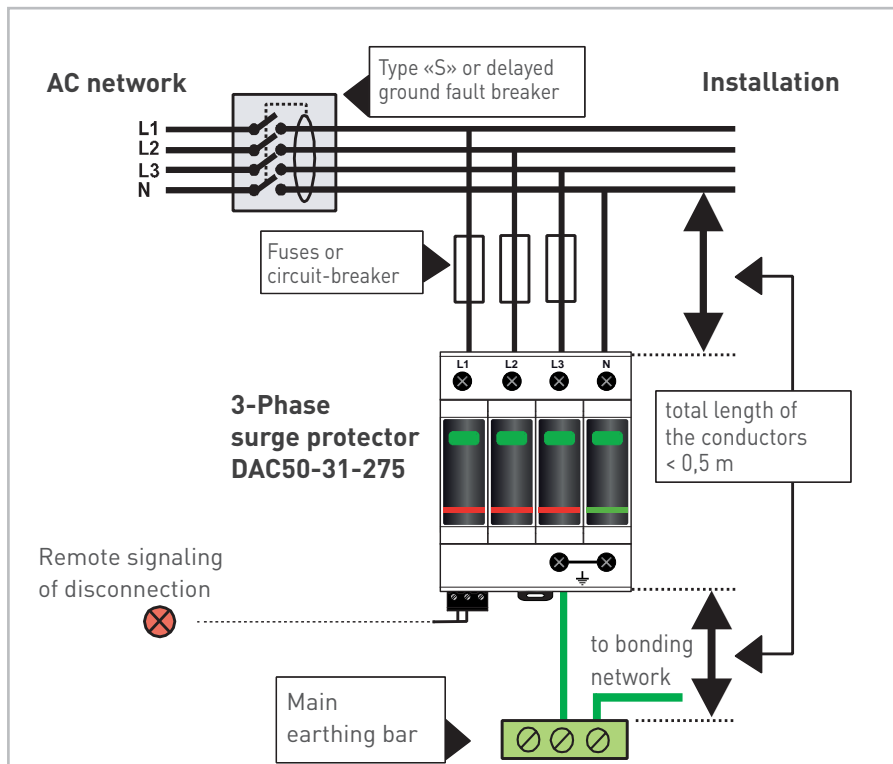 Type «S» or delayed
ground fault breaker
AC network
Installation
L1
L2
L3
N
Fuses or
circuit-breaker
L1 L2 L3 N
3-Phase
surge protector
DAC50-31-275
total length of
the conductors
< 0,5 m
Remote signaling
of disconnection
to bonding
network
Main
earthing bar